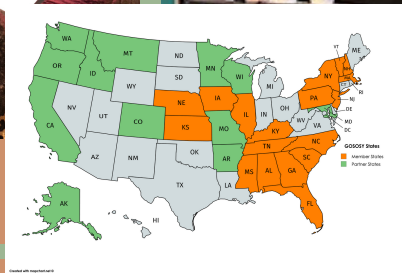 WA
MT
ND
MN
VT
ME
OR
ID
SD
WI
NY
NH
WY
MI
RI
NE
IA
PA
NJ
NV
UT
CO
IL
IN
OH
DE
CA
KS
MO
KY
WV
VA
MD
DC
AZ
NM
OK
AR
TN
NC
SC
MS
AL
GA
TX
LA
FL
AK
HI
GOSOSY States
Member States
Partner States
Created with mapchart.net ©